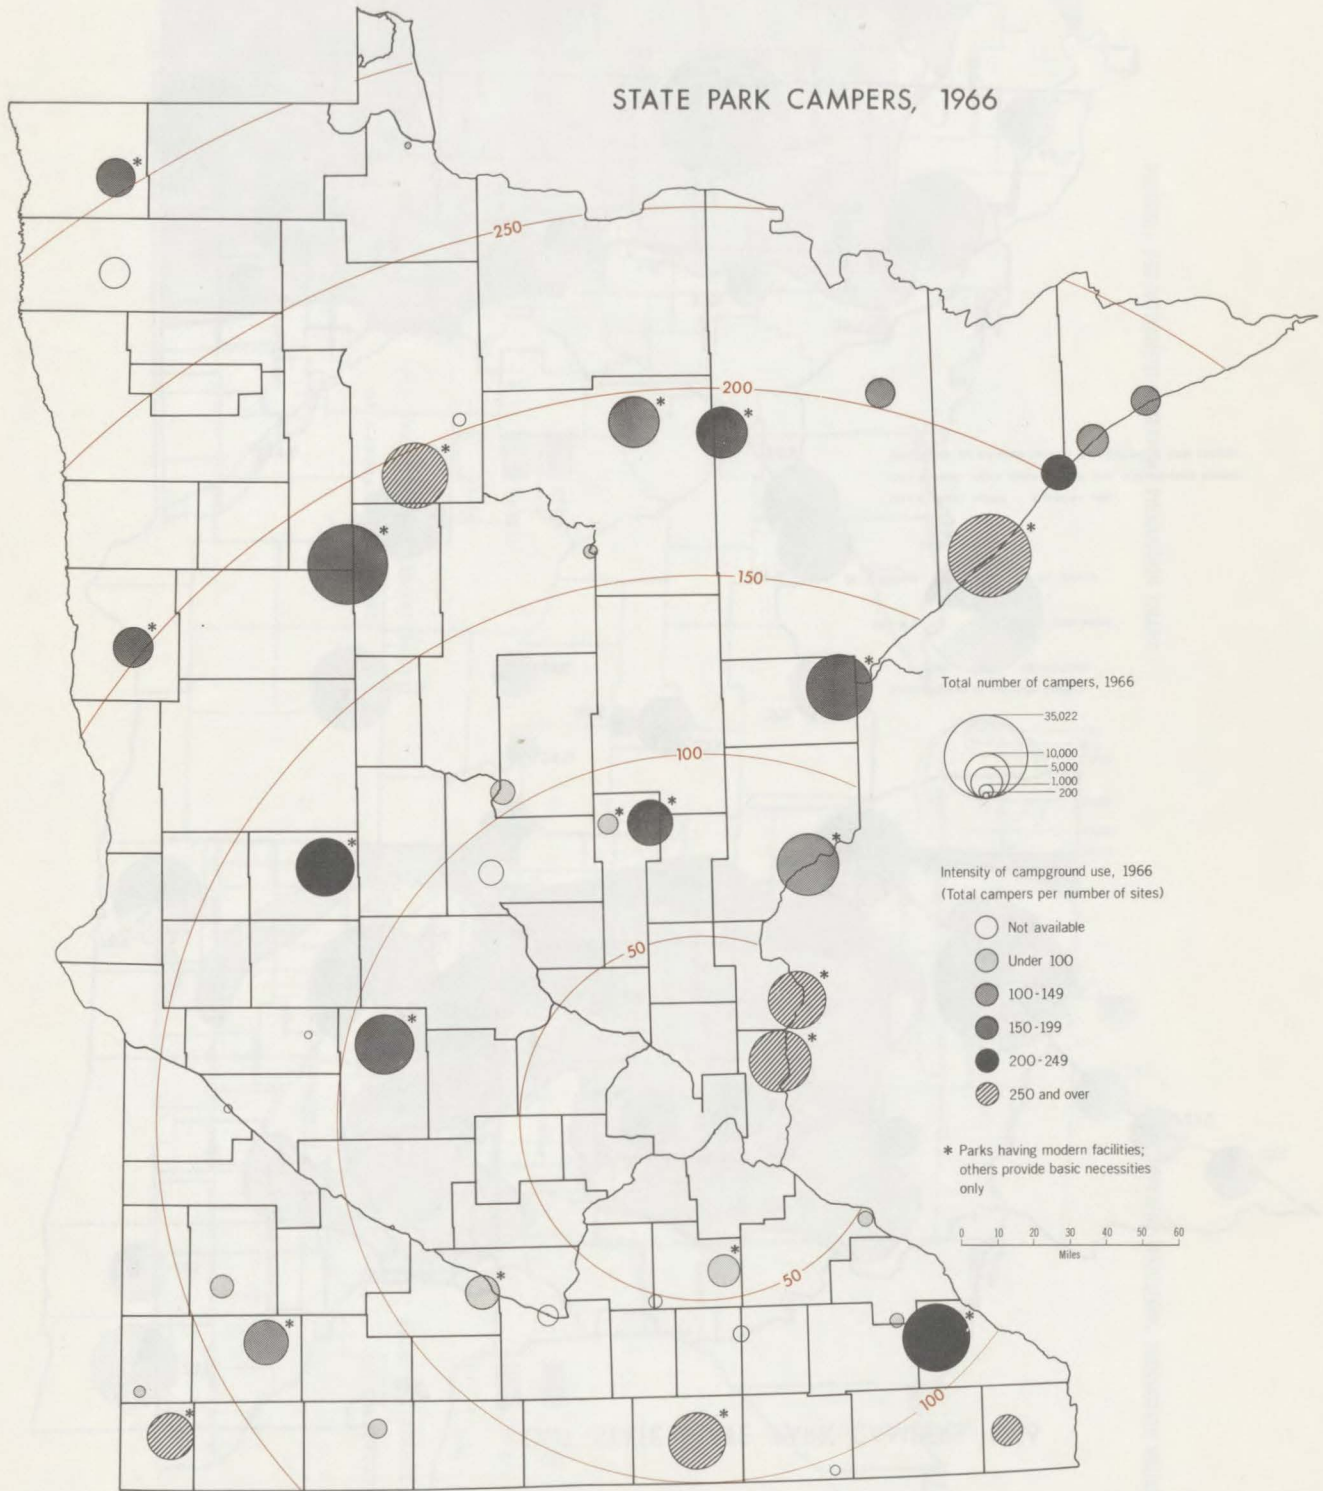 STATE PARK CAMPERS, 1966
250
200
150
100
50
50
100
Total number of campers, 1966
35,022
10,000
5,000
1,000
200
Intensity of campground use, 1966
(Total campers per number of sites)
Not available
Under 100
100-149
150-199
200-249
250 and over
* Parks having modern facilities;
others provide basic necessities
only
0 10 20 30 40 50 60
Miles